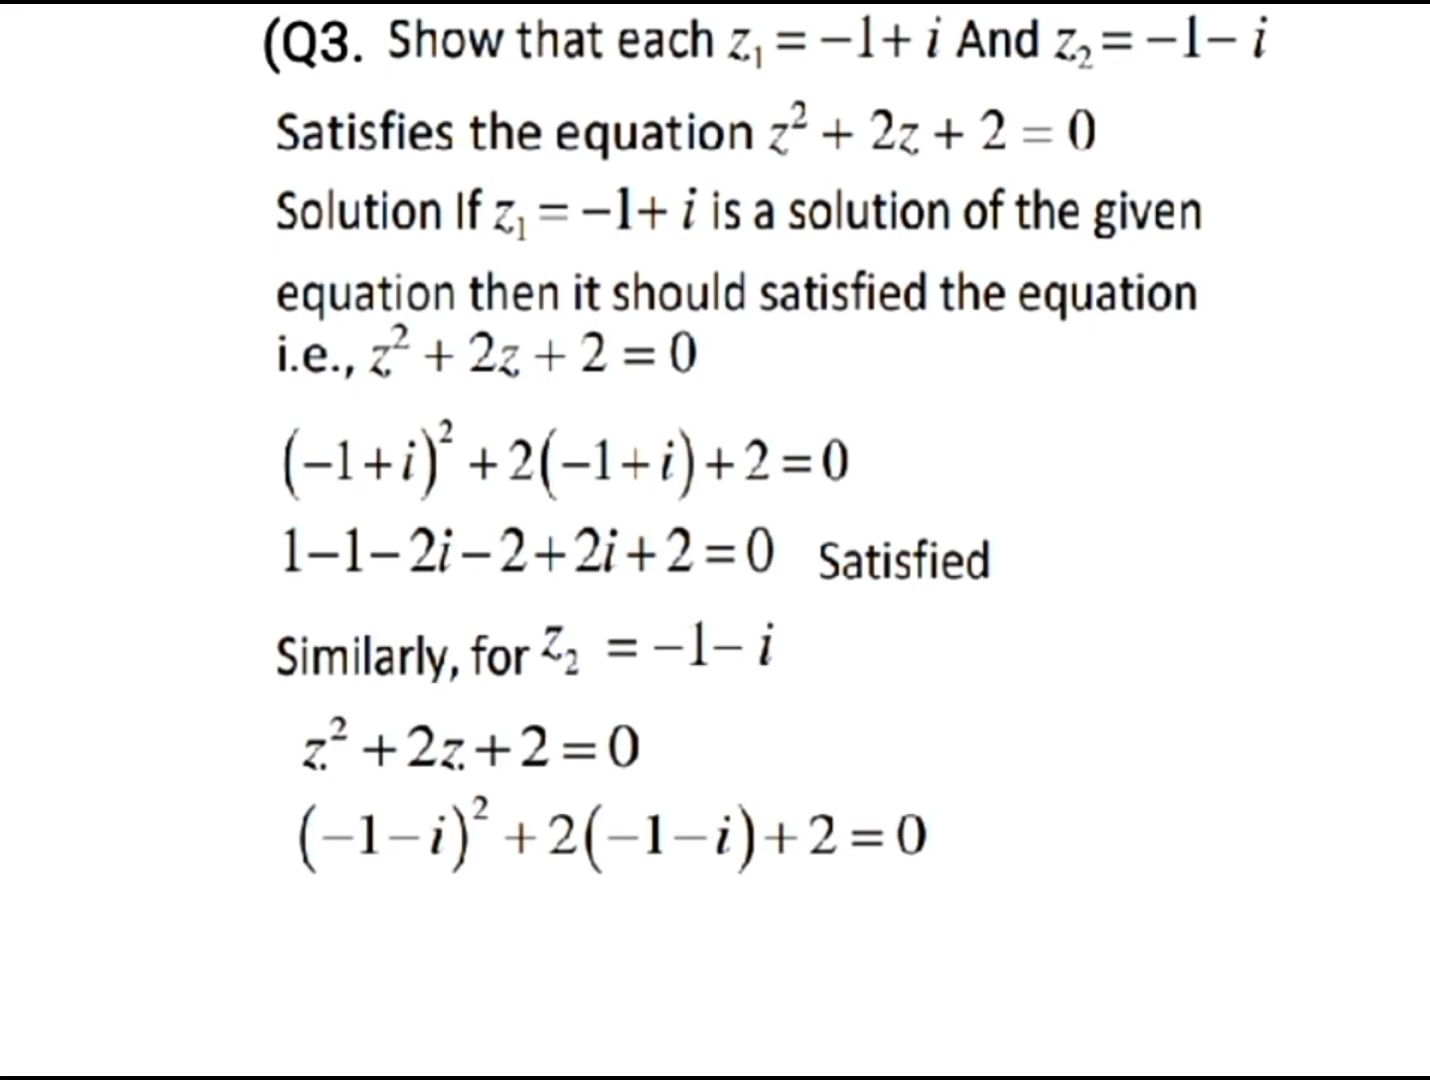 (Q3. Show that each z₁ = −1+ i And z₂ = −1− i
Satisfies the equation z² + 2z + 2 = 0
Solution If z₁ = −1+ i is a solution of the given
equation then it should satisfied the equation
i.e., z² + 2z + 2 = 0
(−1+i)² +2(−1+i)+2=0
1−1−2i−2+2i+2=0 Satisfied
Similarly, for z₂ = −1− i
z² +2z+2=0
(−1−i)² +2(−1−i)+2=0